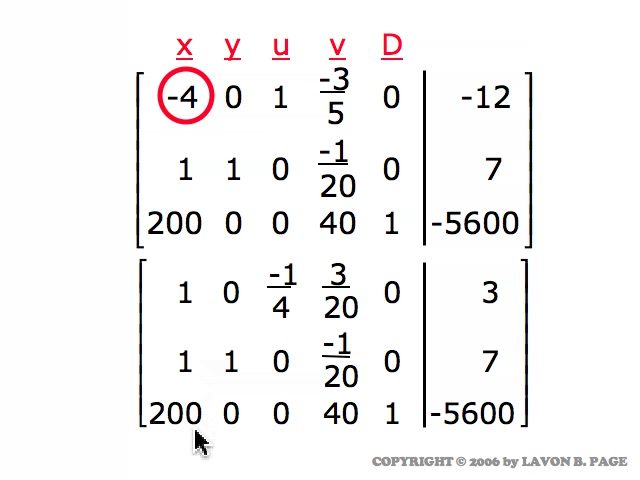 x y u v D
-4 0 1 -3/5 0 -12
1 1 0 -1/20 0 7
200 0 0 40 1 -5600
1 0 -1/4 3/20 0 3
1 1 0 -1/20 0 7
200 0 0 40 1 -5600
COPYRIGHT © 2006 by LAVON B. PAGE